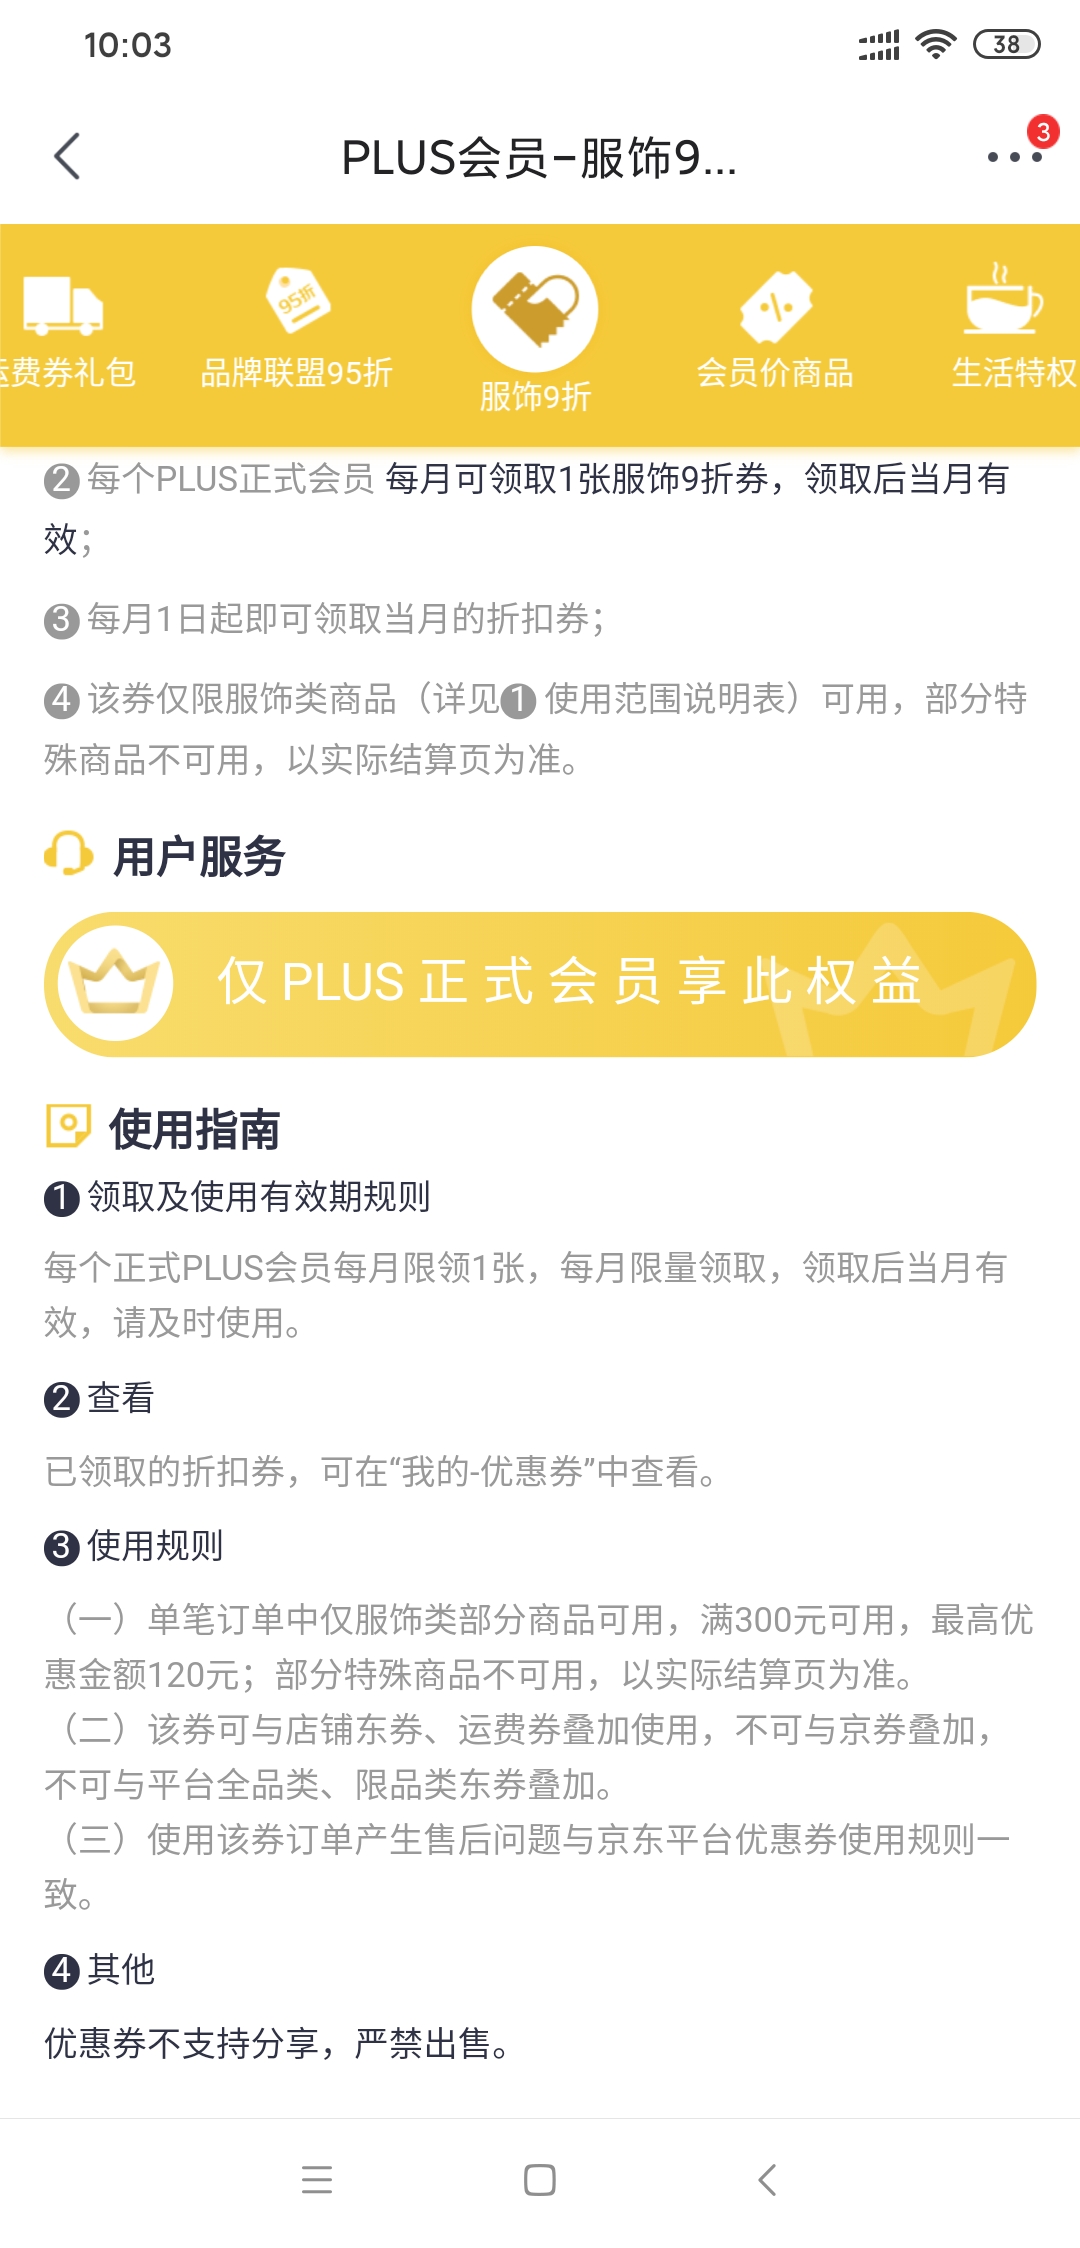 10:03
38
PLUS会员-服饰9...
3
95折
费券礼包
品牌联盟95折
服饰9折
会员价商品
生活特权
❷每个PLUS正式会员 每月可领取1张服饰9折券，领取后当月有
效；
❸每月1日起即可领取当月的折扣券；
❹该券仅限服饰类商品（详见❶ 使用范围说明表）可用，部分特
殊商品不可用，以实际结算页为准。
用户服务
仅PLUS正式会员享此权益
使用指南
❶领取及使用有效期规则
每个正式PLUS会员每月限领1张，每月限量领取，领取后当月有
效，请及时使用。
❷查看
已领取的折扣券，可在“我的-优惠券”中查看。
❸使用规则
（一）单笔订单中仅服饰类部分商品可用，满300元可用，最高优
惠金额120元；部分特殊商品不可用，以实际结算页为准。
（二）该券可与店铺东券、运费券叠加使用，不可与京券叠加，
不可与平台全品类、限品类东券叠加。
（三）使用该券订单产生售后问题与京东平台优惠券使用规则一
致。
❹其他
优惠券不支持分享，严禁出售。